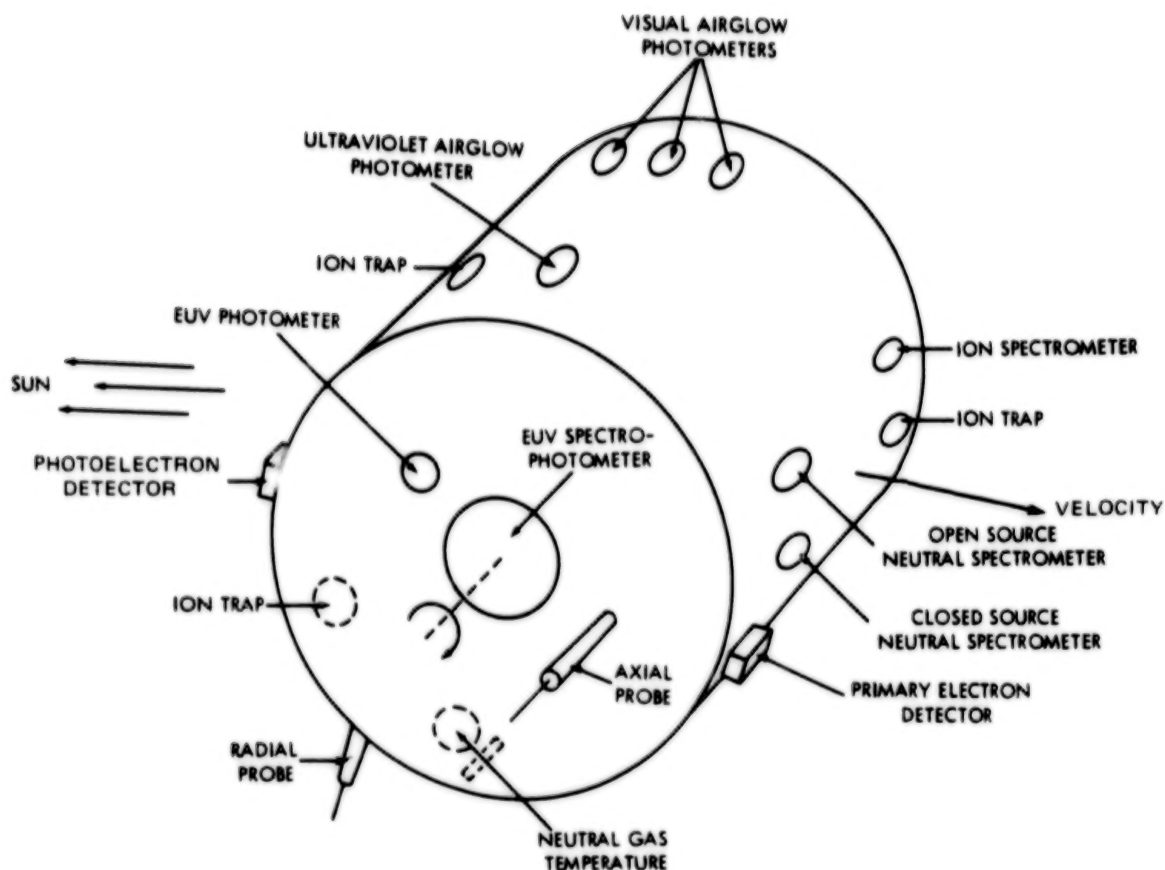 VISUAL AIRGLOW
PHOTOMETERS
ULTRAVIOLET AIRGLOW
PHOTOMETER
ION TRAP
EUV PHOTOMETER
SUN
ION SPECTROMETER
ION TRAP
EUV SPECTRO-
PHOTOMETER
PHOTOELECTRON
DETECTOR
VELOCITY
OPEN SOURCE
NEUTRAL SPECTROMETER
ION TRAP
CLOSED SOURCE
NEUTRAL SPECTROMETER
AXIAL
PROBE
PRIMARY ELECTRON
DETECTOR
RADIAL
PROBE
NEUTRAL GAS
TEMPERATURE